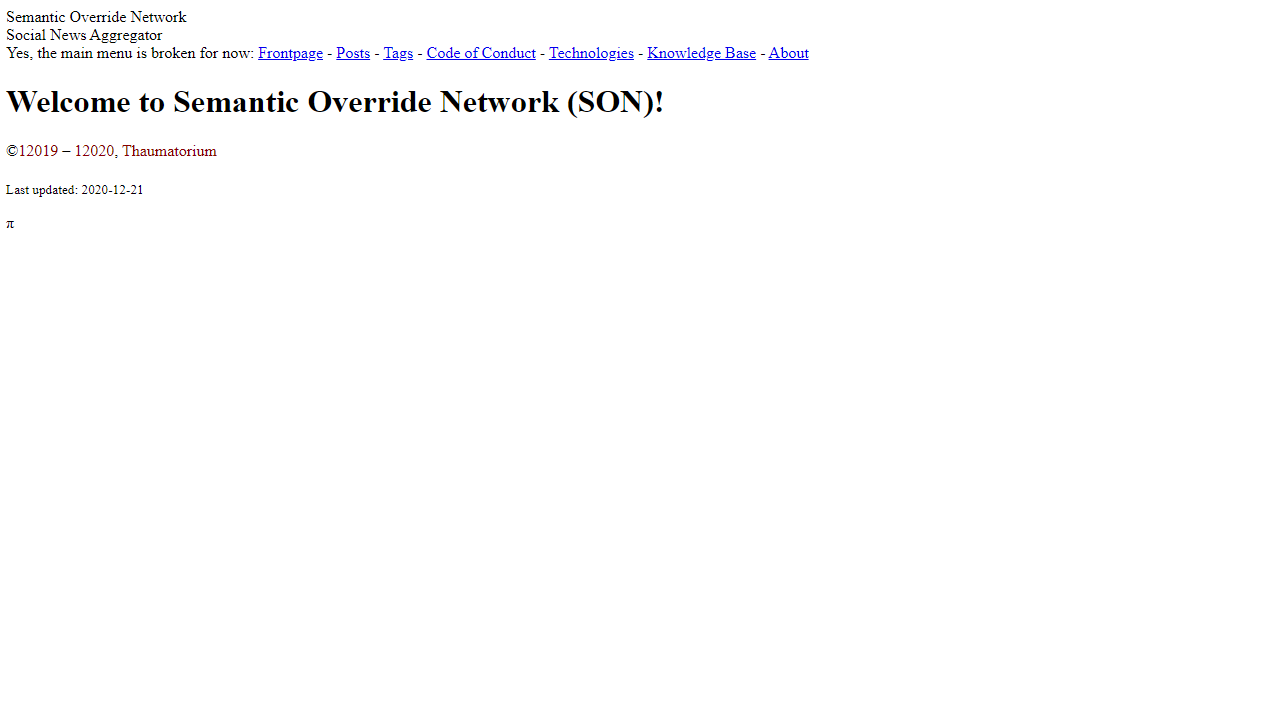 Semantic Override Network
Social News Aggregator
Yes, the main menu is broken for now: Frontpage - Posts - Tags - Code of Conduct - Technologies - Knowledge Base - About
Welcome to Semantic Override Network (SON)!
©12019 – 12020, Thaumatorium
Last updated: 2020-12-21
π